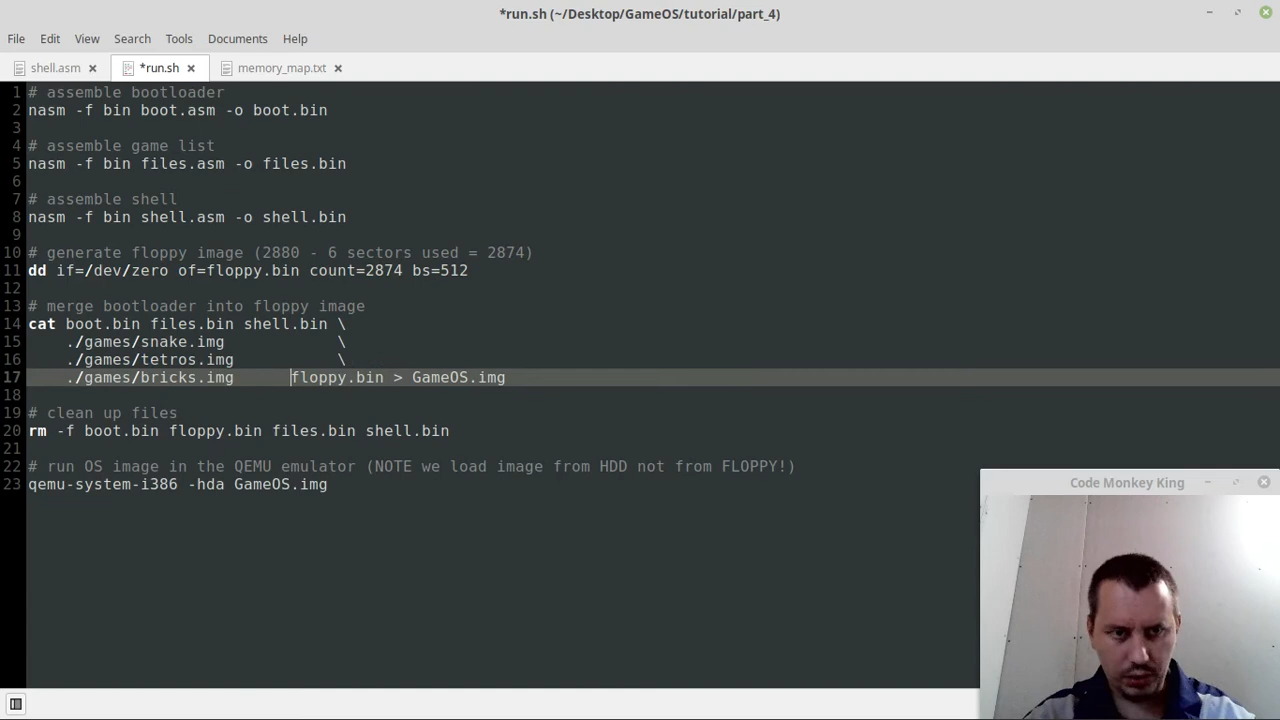 *run.sh (~/Desktop/GameOS/tutorial/part_4)
File Edit View Search Tools Documents Help
shell.asm *run.sh memory_map.txt
1 # assemble bootloader
2 nasm -f bin boot.asm -o boot.bin
3
4 # assemble game list
5 nasm -f bin files.asm -o files.bin
6
7 # assemble shell
8 nasm -f bin shell.asm -o shell.bin
9
10 # generate floppy image (2880 - 6 sectors used = 2874)
11 dd if=/dev/zero of=floppy.bin count=2874 bs=512
12
13 # merge bootloader into floppy image
14 cat boot.bin files.bin shell.bin \
15 ./games/snake.img \
16 ./games/tetros.img \
17 ./games/bricks.img floppy.bin > GameOS.img
18
19 # clean up files
20 rm -f boot.bin floppy.bin files.bin shell.bin
21
22 # run OS image in the QEMU emulator (NOTE we load image from HDD not from FLOPPY!)
23 qemu-system-i386 -hda GameOS.img
Code Monkey King